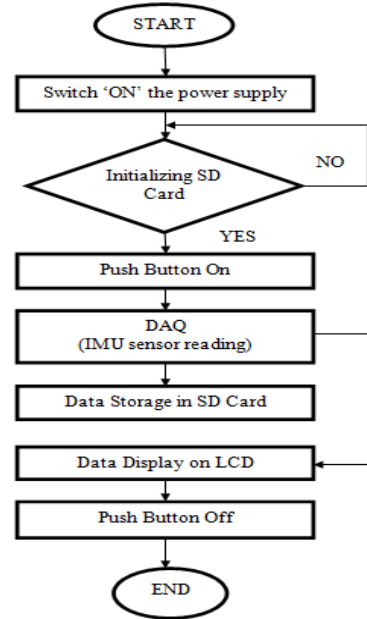 START
Switch ‘ON’ the power supply
Initializing SD
Card
NO
YES
Push Button On
DAQ
(IMU sensor reading)
Data Storage in SD Card
Data Display on LCD
Push Button Off
END